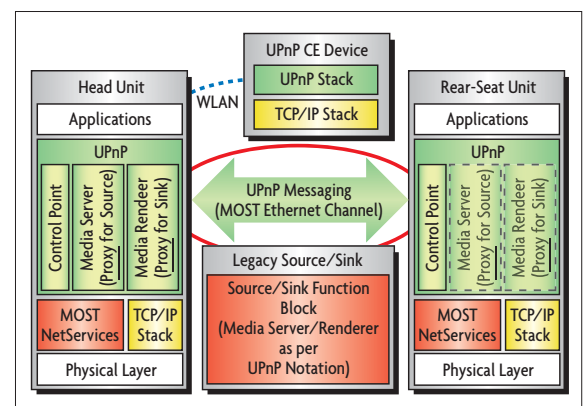 UPnP CE Device
UPnP Stack
TCP/IP Stack
WLAN
Head Unit
Applications
UPnP
Control Point
Media Server
(Proxy for Source)
Media Rendeer
(Proxy for Sink)
MOST
NetServices
TCP/IP
Stack
Physical Layer
UPnP Messaging
(MOST Ethernet Channel)
Legacy Source/Sink
Source/Sink Function
Block
(Media Server/Renderer
as per
UPnP Notation)
Rear-Seat Unit
Applications
UPnP
Control Point
Media Server
(Proxy for Source)
Media Rendeer
(Proxy for Sink)
MOST
NetServices
TCP/IP
Stack
Physical Layer